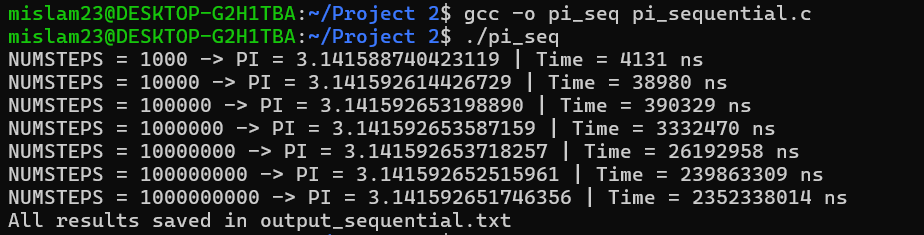 mislam23@DESKTOP-G2H1TBA:~/Project 2$ gcc -o pi_seq pi_sequential.c
mislam23@DESKTOP-G2H1TBA:~/Project 2$ ./pi_seq
NUMSTEPS = 1000 -> PI = 3.141588740423119 | Time = 4131 ns
NUMSTEPS = 10000 -> PI = 3.141592614426729 | Time = 38980 ns
NUMSTEPS = 100000 -> PI = 3.141592653198890 | Time = 390329 ns
NUMSTEPS = 1000000 -> PI = 3.141592653587159 | Time = 3332470 ns
NUMSTEPS = 10000000 -> PI = 3.141592653718257 | Time = 26192958 ns
NUMSTEPS = 100000000 -> PI = 3.141592652515961 | Time = 239863309 ns
NUMSTEPS = 1000000000 -> PI = 3.141592651746356 | Time = 2352338014 ns
All results saved in output_sequential.txt